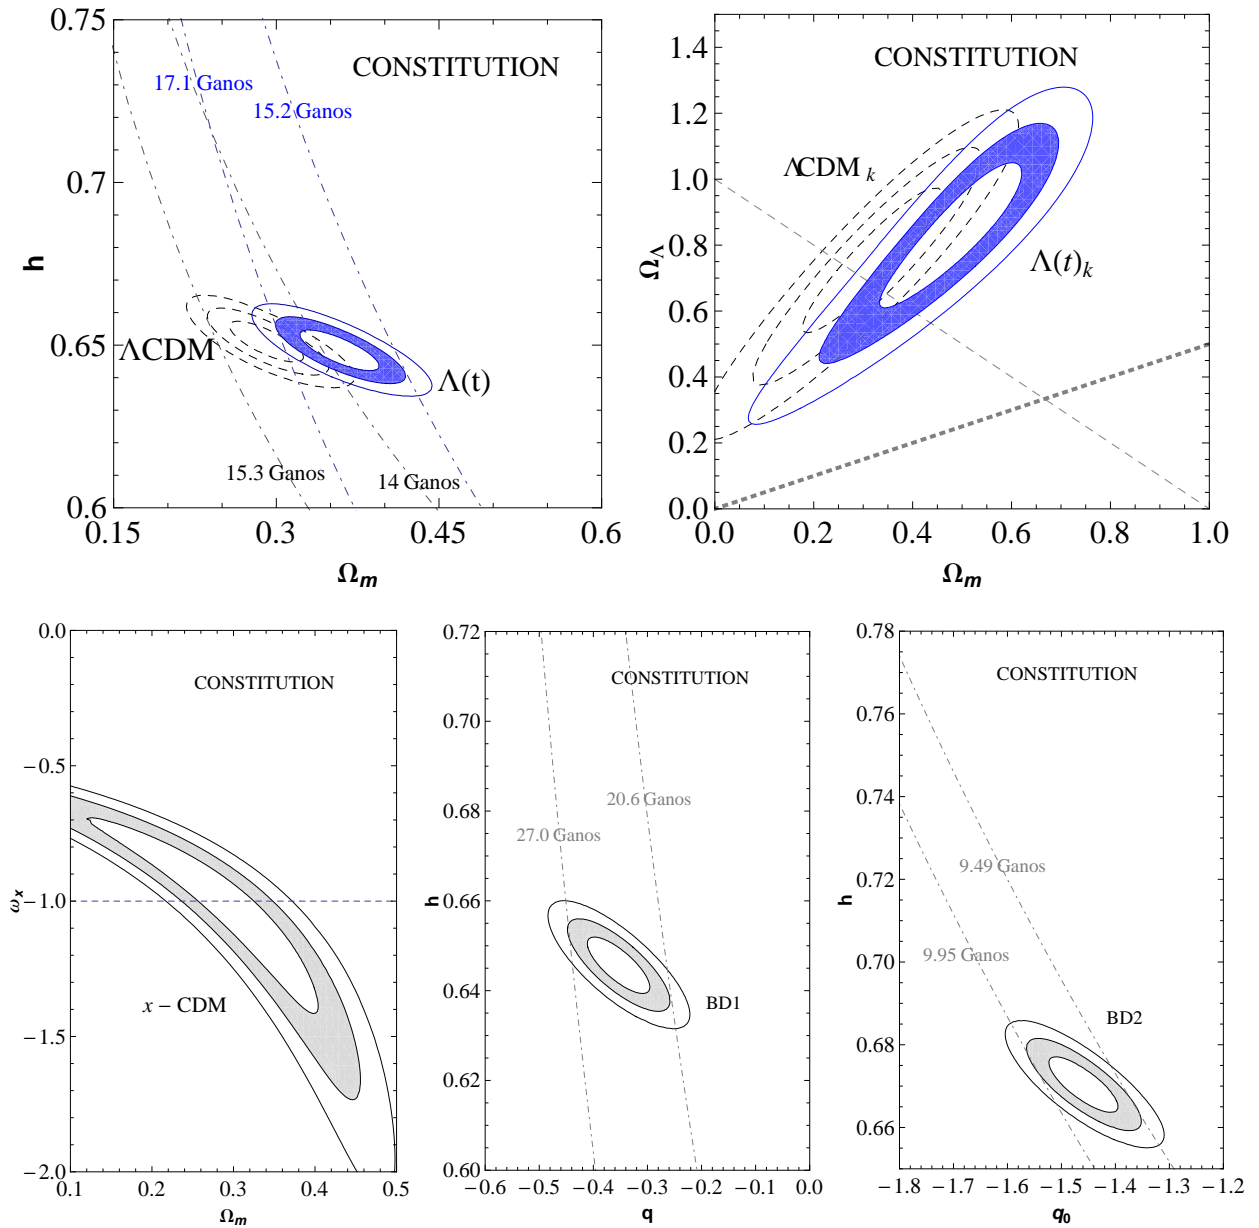 CONSTITUTION
17.1 Ganos
15.2 Ganos
ΛCDM
Λ(t)
15.3 Ganos
14 Ganos
0.75
0.7
0.65
0.6
h
0.15
0.3
0.45
0.6
Ωm
CONSTITUTION
ΛCDM k
Λ(t)k
1.4
1.2
1.0
0.8
0.6
0.4
0.2
0.0
ΩΛ
0.0
0.2
0.4
0.6
0.8
1.0
Ωm
CONSTITUTION
x − CDM
0.0
−0.5
−1.0
−1.5
−2.0
ωx
0.1
0.2
0.3
0.4
0.5
Ωm
CONSTITUTION
20.6 Ganos
27.0 Ganos
BD1
0.72
0.70
0.68
0.66
0.64
0.62
0.60
h
−0.6
−0.5
−0.4
−0.3
−0.2
−0.1
0.0
q
CONSTITUTION
9.49 Ganos
9.95 Ganos
BD2
0.78
0.76
0.74
0.72
0.70
0.68
0.66
h
−1.8
−1.7
−1.6
−1.5
−1.4
−1.3
−1.2
q0